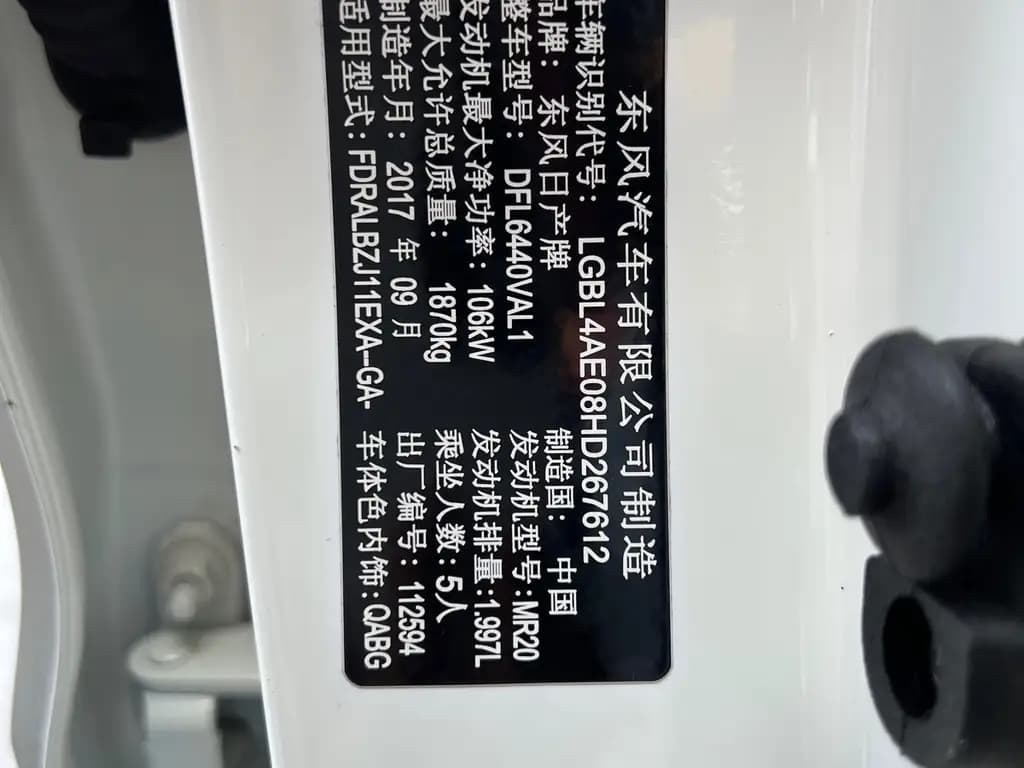 东风汽车有限公司制造
车辆识别代号: LGBL4AE08HD267612
品牌: 东风日产牌 制造国: 中国
整车型号: DFL6440VAL1 发动机型号:MR20
发动机最大净功率: 106kW 发动机排量:1.997L
最大允许总质量: 1870kg 乘坐人数:5人
制造年月: 2017 年 09 月 出厂编号: 112594
适用型式:FDRALBZJ11EXA--GA- 车体色内饰:QABG